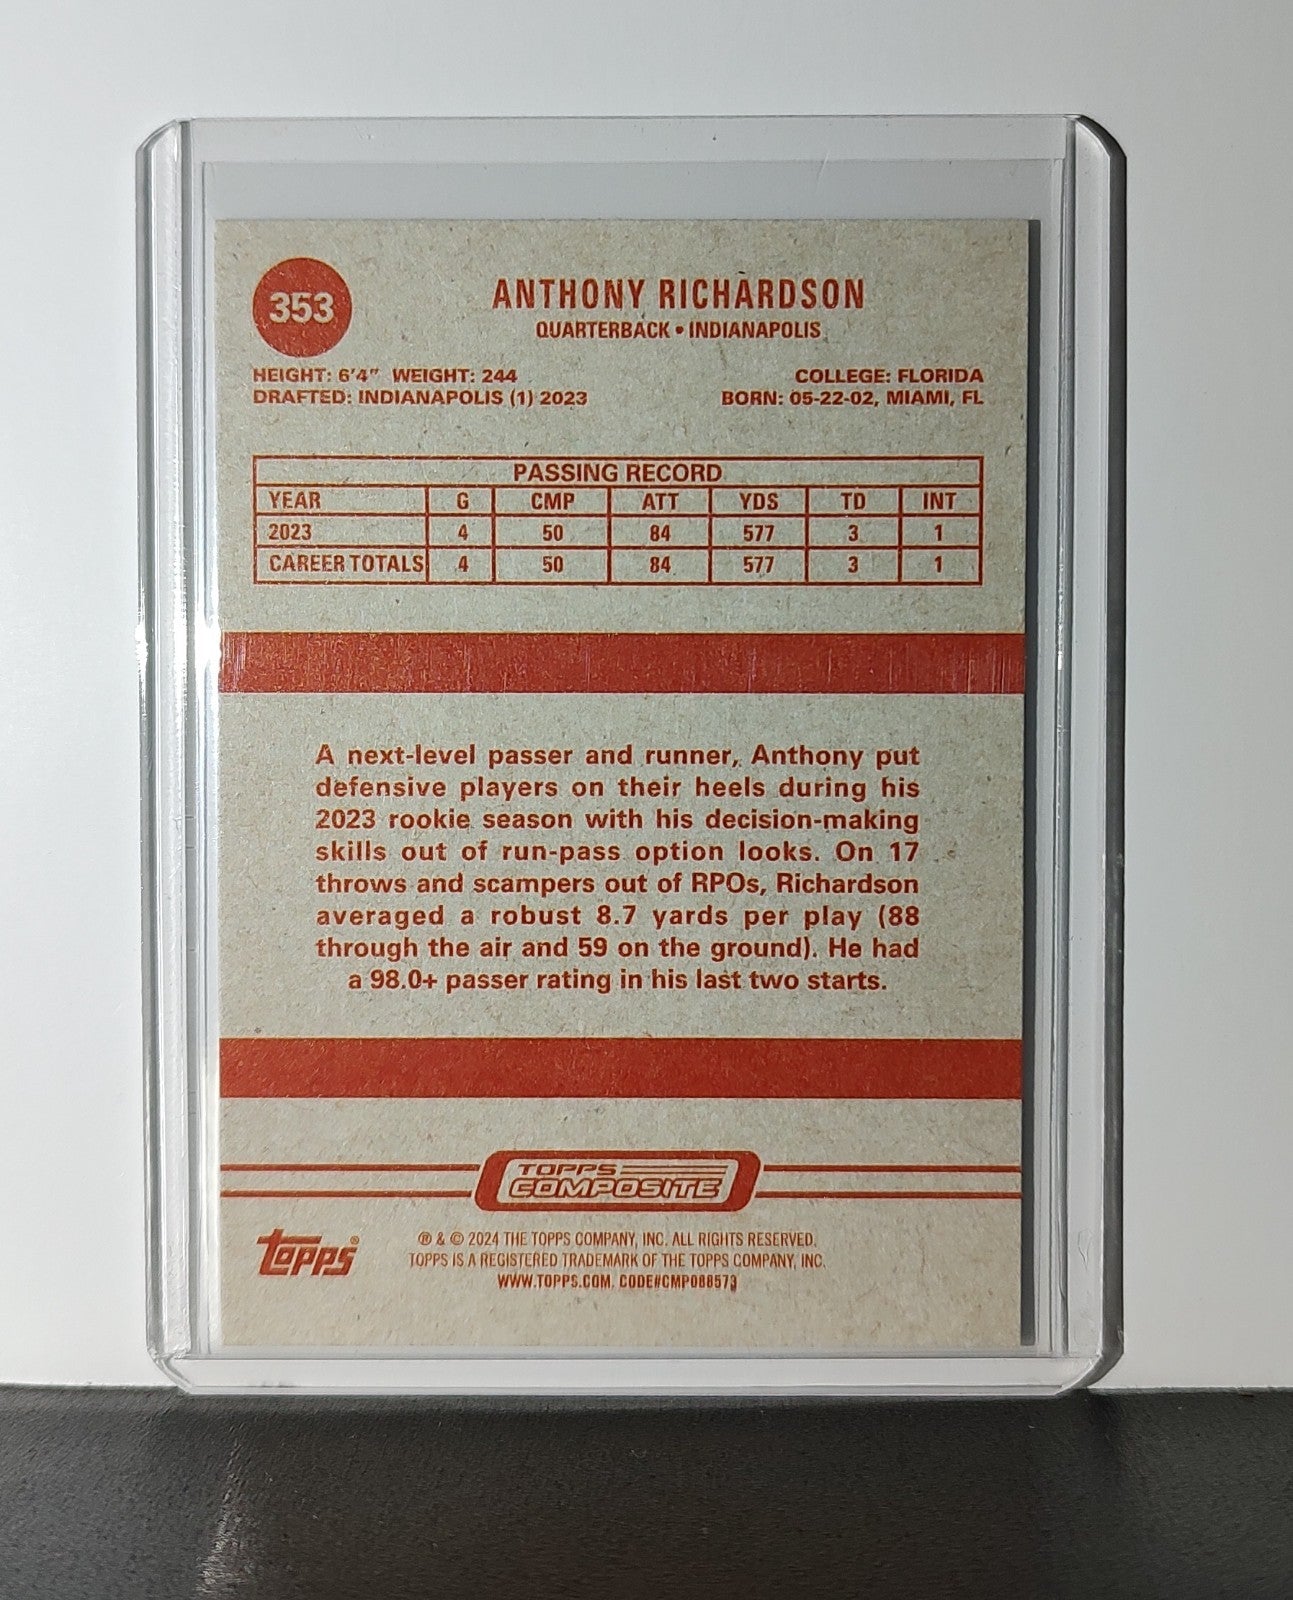 353
ANTHONY RICHARDSON
QUARTERBACK • INDIANAPOLIS
HEIGHT: 6'4" WEIGHT: 244
DRAFTED: INDIANAPOLIS (1) 2023
COLLEGE: FLORIDA
BORN: 05-22-02, MIAMI, FL
PASSING RECORD
YEAR G CMP ATT YDS TD INT
2023 4 50 84 577 3 1
CAREER TOTALS 4 50 84 577 3 1
A next-level passer and runner, Anthony put
defensive players on their heels during his
2023 rookie season with his decision-making
skills out of run-pass option looks. On 17
throws and scampers out of RPOs, Richardson
averaged a robust 8.7 yards per play (88
through the air and 59 on the ground). He had
a 98.0+ passer rating in his last two starts.
TOPPS
COMPOSITE
topps®
® & © 2024 THE TOPPS COMPANY, INC. ALL RIGHTS RESERVED.
TOPPS IS A REGISTERED TRADEMARK OF THE TOPPS COMPANY, INC.
WWW.TOPPS.COM. CODE#CMP088573